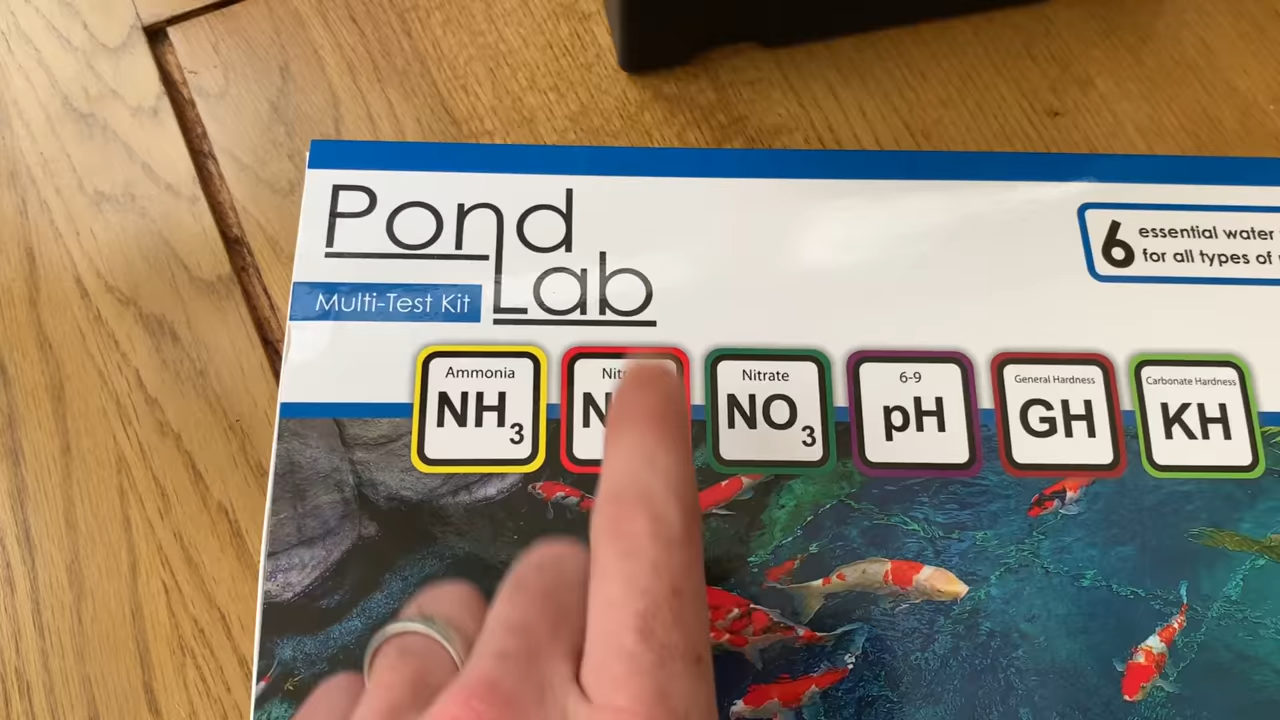 Pond
Lab
Multi-Test Kit
6 essential water
for all types of
Ammonia
NH3
Nitrate
NO3
6-9
pH
General Hardness
GH
Carbonate Hardness
KH